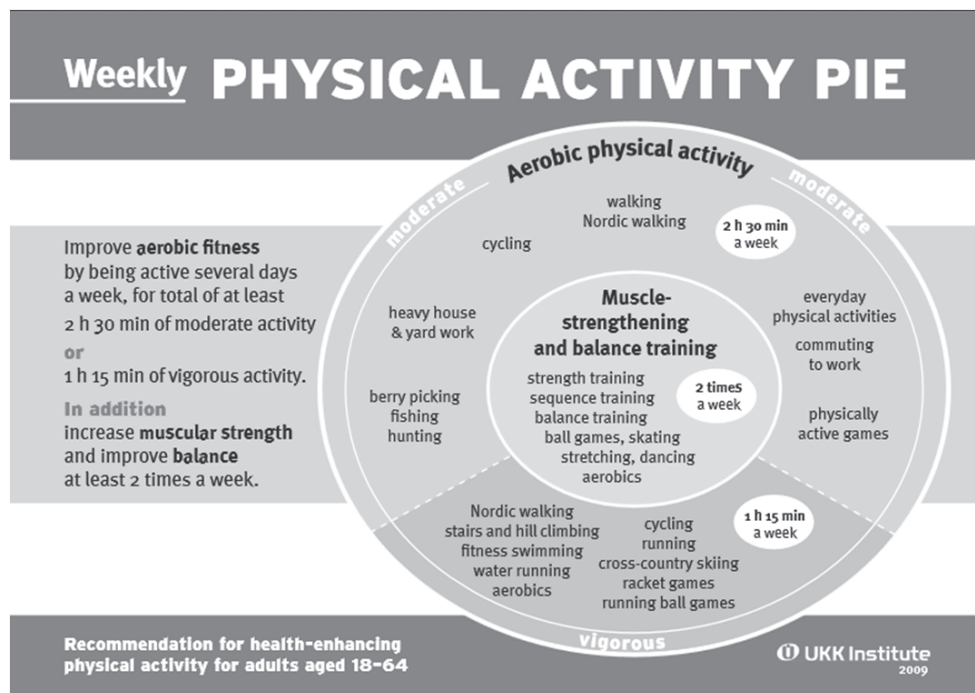 Weekly PHYSICAL ACTIVITY PIE
Improve aerobic fitness
by being active several days
a week, for total of at least
2 h 30 min of moderate activity
or
1 h 15 min of vigorous activity.
In addition
increase muscular strength
and improve balance
at least 2 times a week.
Aerobic physical activity
moderate
moderate
walking
Nordic walking
2 h 30 min
a week
cycling
heavy house
& yard work
berry picking
fishing
hunting
everyday
physical activities
commuting
to work
physically
active games
Muscle-
strengthening
and balance training
strength training
sequence training
balance training
ball games, skating
stretching, dancing
aerobics
2 times
a week
Nordic walking
stairs and hill climbing
fitness swimming
water running
aerobics
cycling
running
cross-country skiing
racket games
running ball games
1 h 15 min
a week
vigorous
Recommendation for health-enhancing
physical activity for adults aged 18-64
UKK Institute
2009